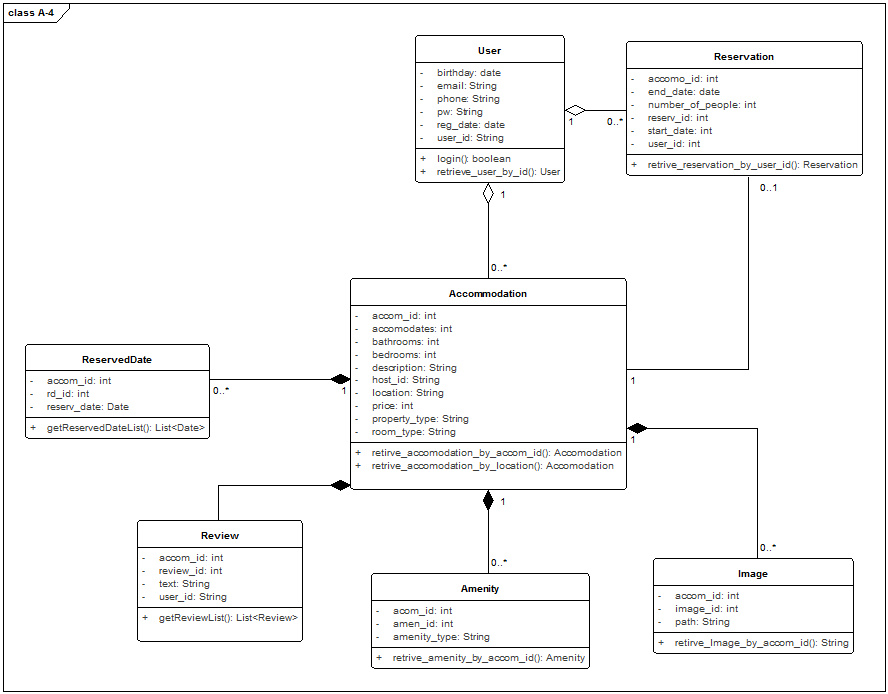 class A-4
User
- birthday: date
- email: String
- phone: String
- pw: String
- reg_date: date
- user_id: String
+ login(): boolean
+ retrieve_user_by_id(): User
Reservation
- accomo_id: int
- end_date: date
- number_of_people: int
- reserv_id: int
- start_date: int
- user_id: int
+ retrive_reservation_by_user_id(): Reservation
1
0..*
1
0..*
0..1
Accommodation
- accom_id: int
- accomodates: int
- bathrooms: int
- bedrooms: int
- description: String
- host_id: String
- location: String
- price: int
- property_type: String
- room_type: String
+ retirve_accomodation_by_accom_id(): Accomodation
+ retrive_accomodation_by_location(): Accomodation
1
ReservedDate
- accom_id: int
- rd_id: int
- reserv_date: Date
+ getReservedDateList(): List<Date>
0..*
1
1
0..*
Review
- accom_id: int
- review_id: int
- text: String
- user_id: String
+ getReviewList(): List<Review>
1
0..*
Amenity
- acom_id: int
- amen_id: int
- amenity_type: String
+ retrive_amenity_by_accom_id(): Amenity
Image
- accom_id: int
- image_id: int
- path: String
+ retirve_Image_by_accom_id(): String